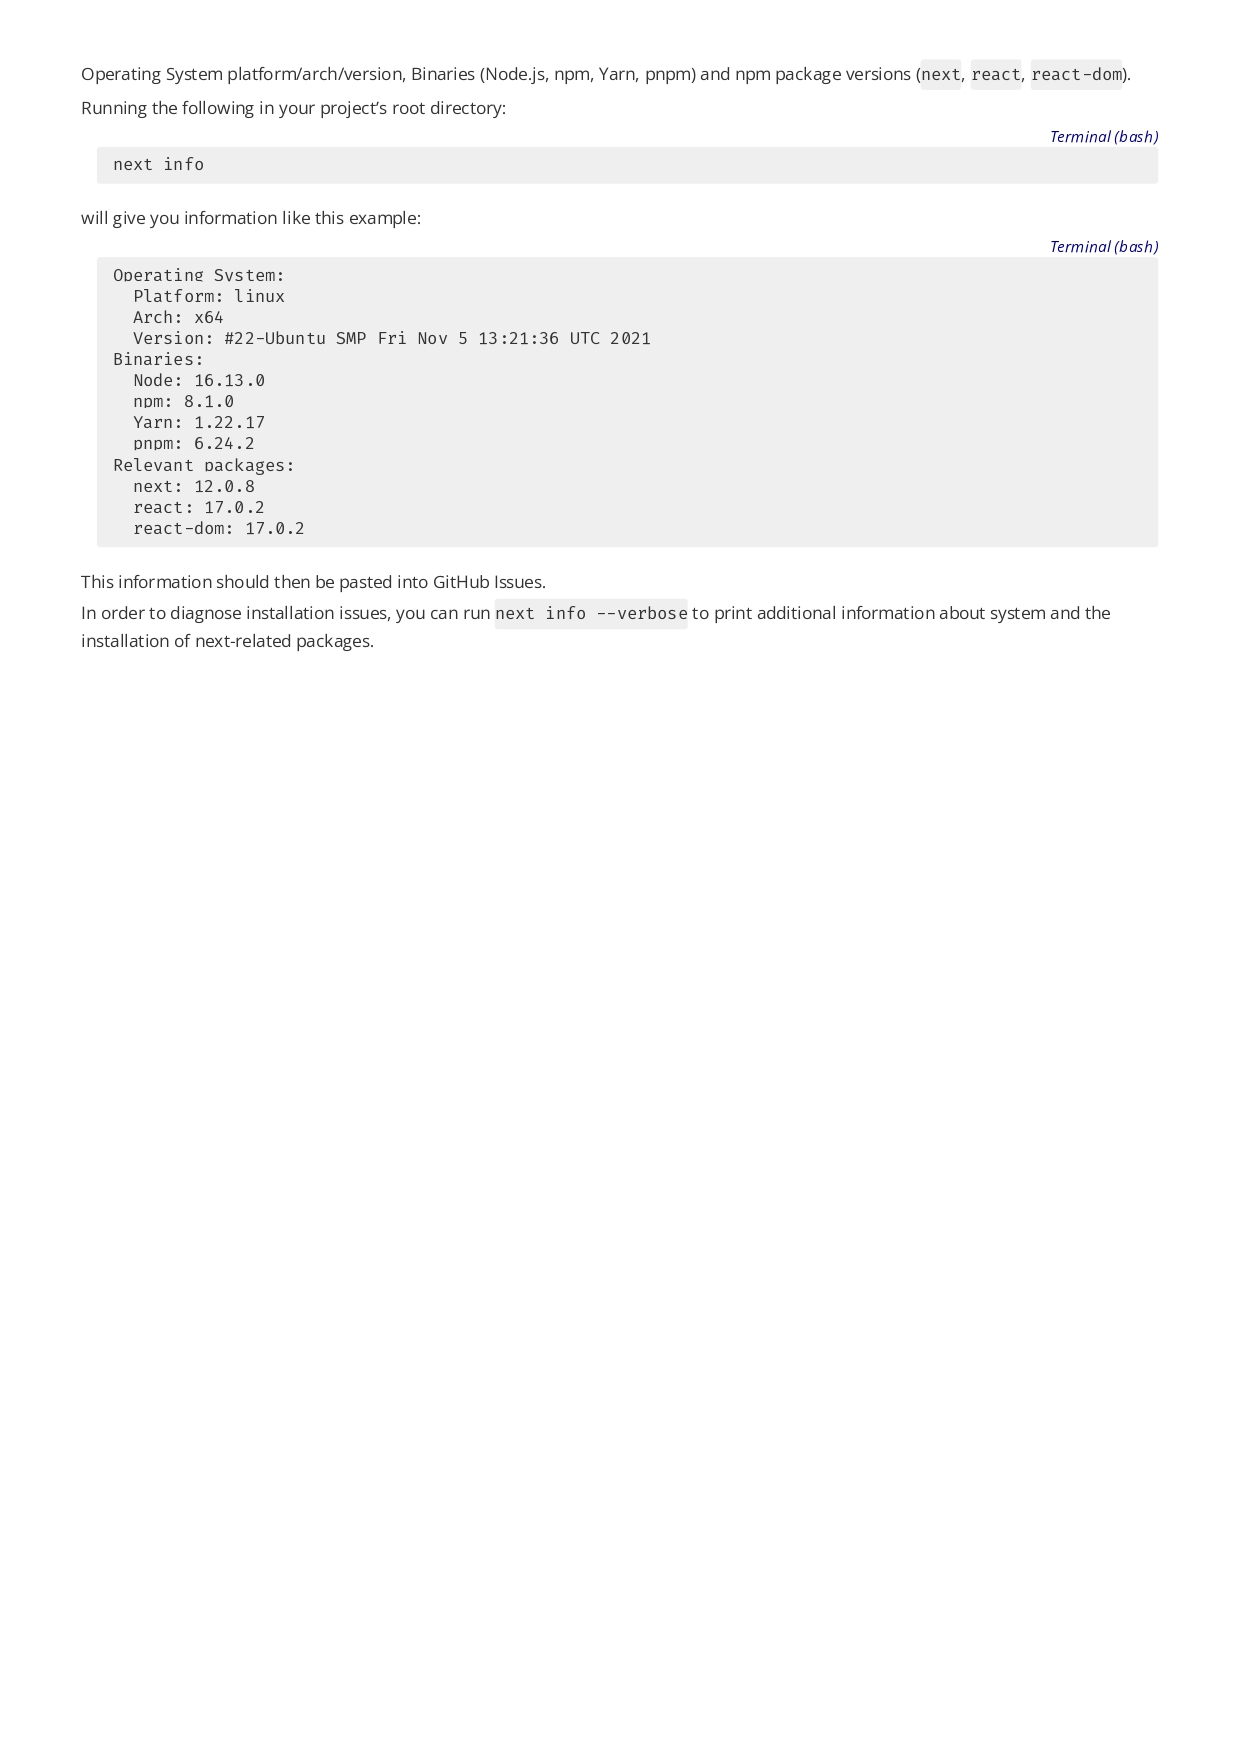 Operating System platform/arch/version, Binaries (Node.js, npm, Yarn, pnpm) and npm package versions (next, react, react-dom).
Running the following in your project’s root directory:
Terminal (bash)
next info
will give you information like this example:
Terminal (bash)
Operating System:
  Platform: linux
  Arch: x64
  Version: #22-Ubuntu SMP Fri Nov 5 13:21:36 UTC 2021
Binaries:
  Node: 16.13.0
  npm: 8.1.0
  Yarn: 1.22.17
  pnpm: 6.24.2
Relevant packages:
  next: 12.0.8
  react: 17.0.2
  react-dom: 17.0.2
This information should then be pasted into GitHub Issues.
In order to diagnose installation issues, you can run next info --verbose to print additional information about system and the
installation of next-related packages.